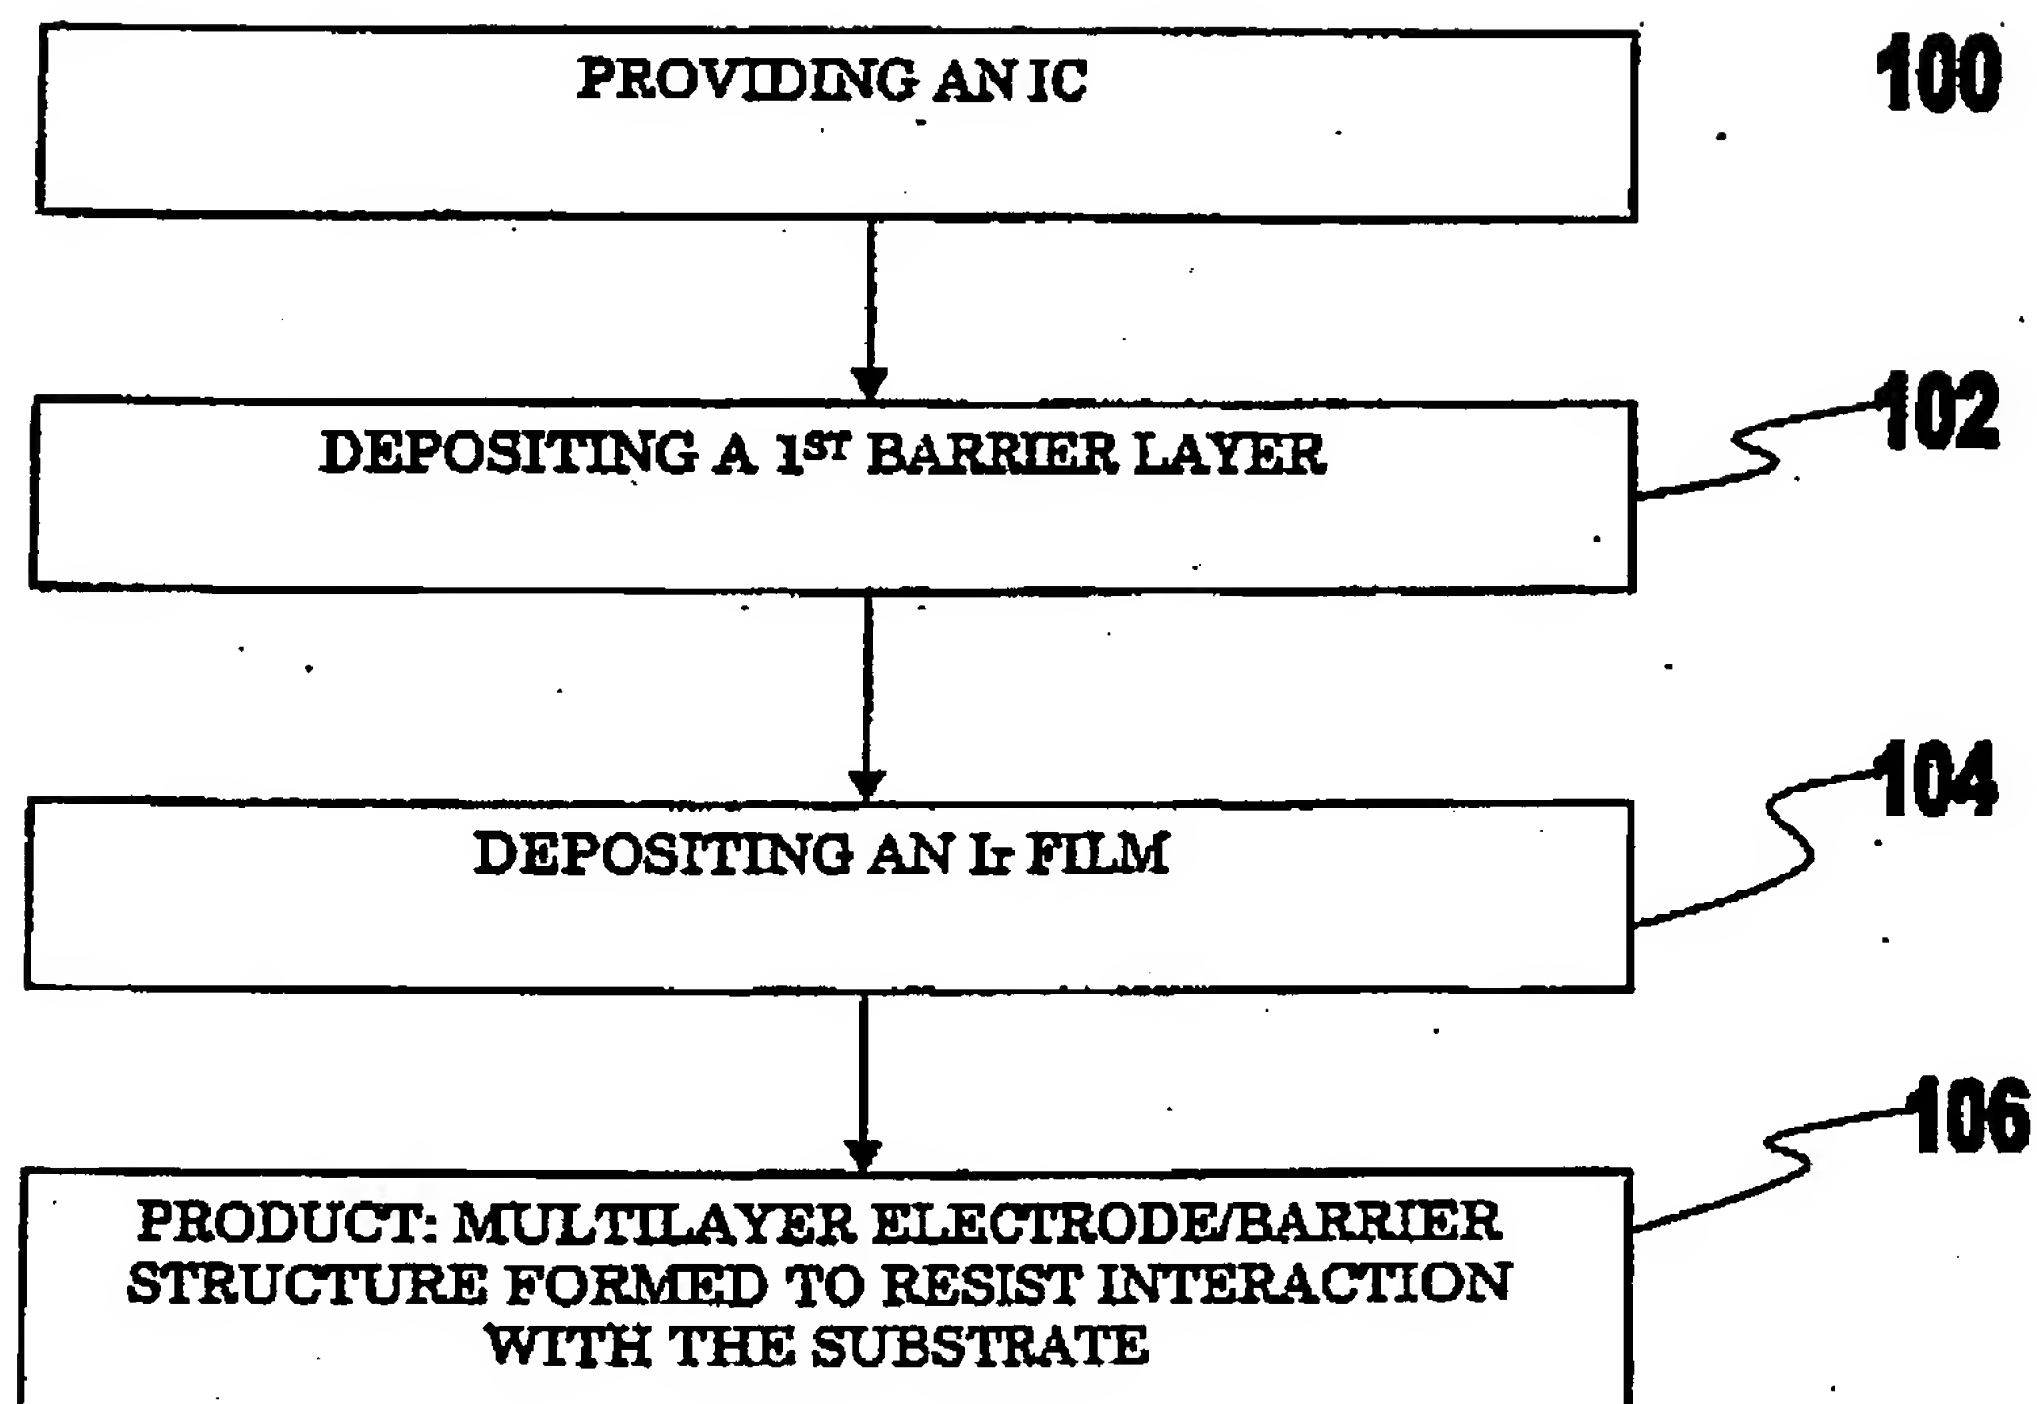 PROVIDING AN IC
100
DEPOSITING A 1ST BARRIER LAYER
102
DEPOSITING AN Ir FILM
104
PRODUCT: MULTILAYER ELECTRODE/BARRIER
STRUCTURE FORMED TO RESIST INTERACTION
WITH THE SUBSTRATE
106